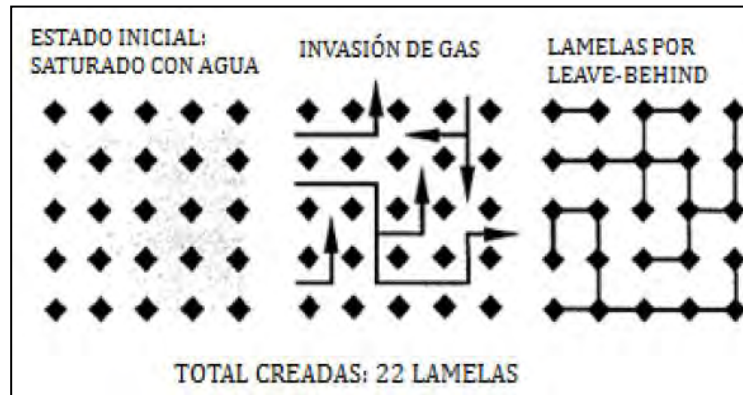 ESTADO INICIAL:
SATURADO CON AGUA
INVASIÓN DE GAS
LAMELAS POR
LEAVE-BEHIND
TOTAL CREADAS: 22 LAMELAS